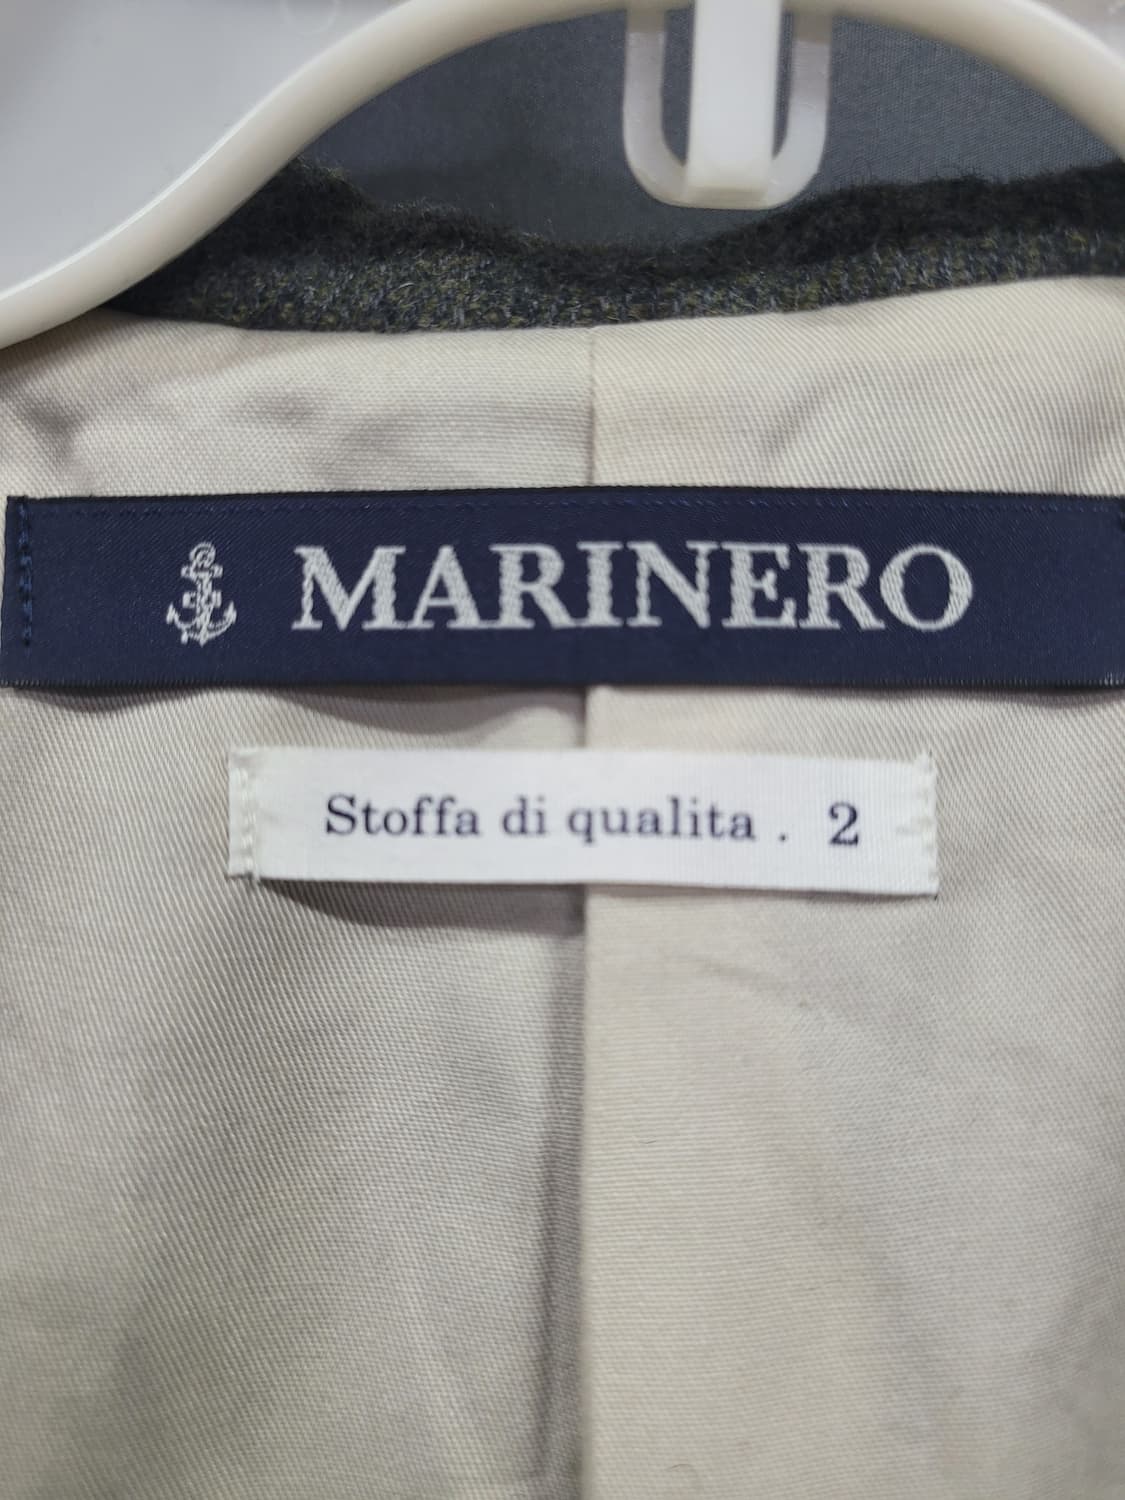 MARINERO
Stoffa di qualita . 2